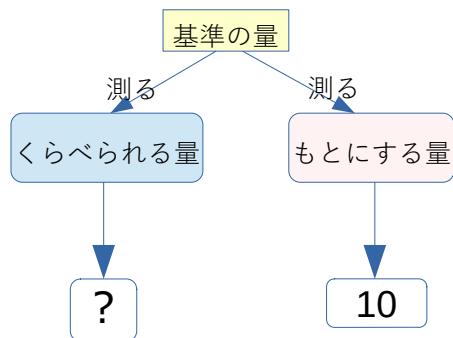 基準の量
測る
測る
くらべられる量
もとにする量
?
10